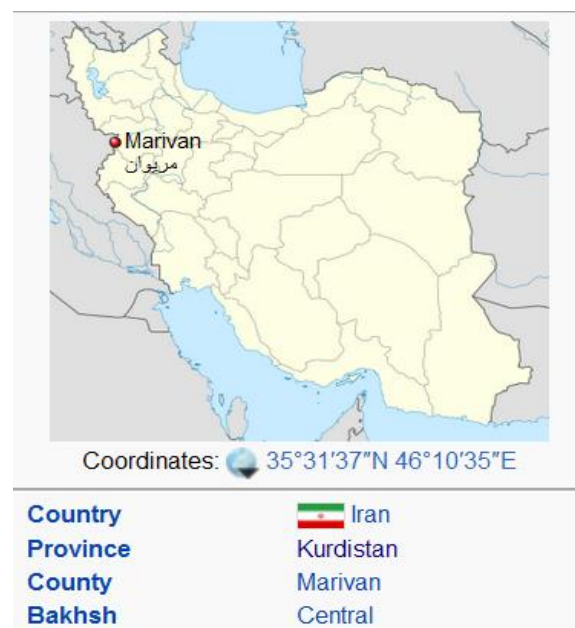 Marivan
مریوان
Coordinates: 35°31′37″N 46°10′35″E
Country Iran
Province Kurdistan
County Marivan
Bakhsh Central